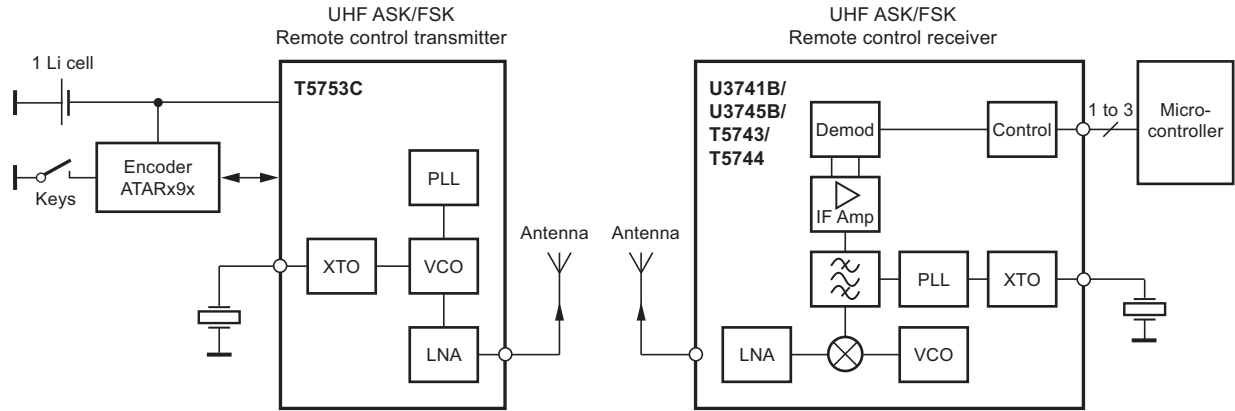 UHF ASK/FSK
Remote control transmitter
1 Li cell
T5753C
Encoder
ATARx9x
Keys
PLL
XTO
VCO
LNA
Antenna
UHF ASK/FSK
Remote control receiver
U3741B/
U3745B/
T5743/
T5744
Demod
Control
1 to 3
Micro-
controller
IF Amp
Antenna
PLL
XTO
LNA
VCO